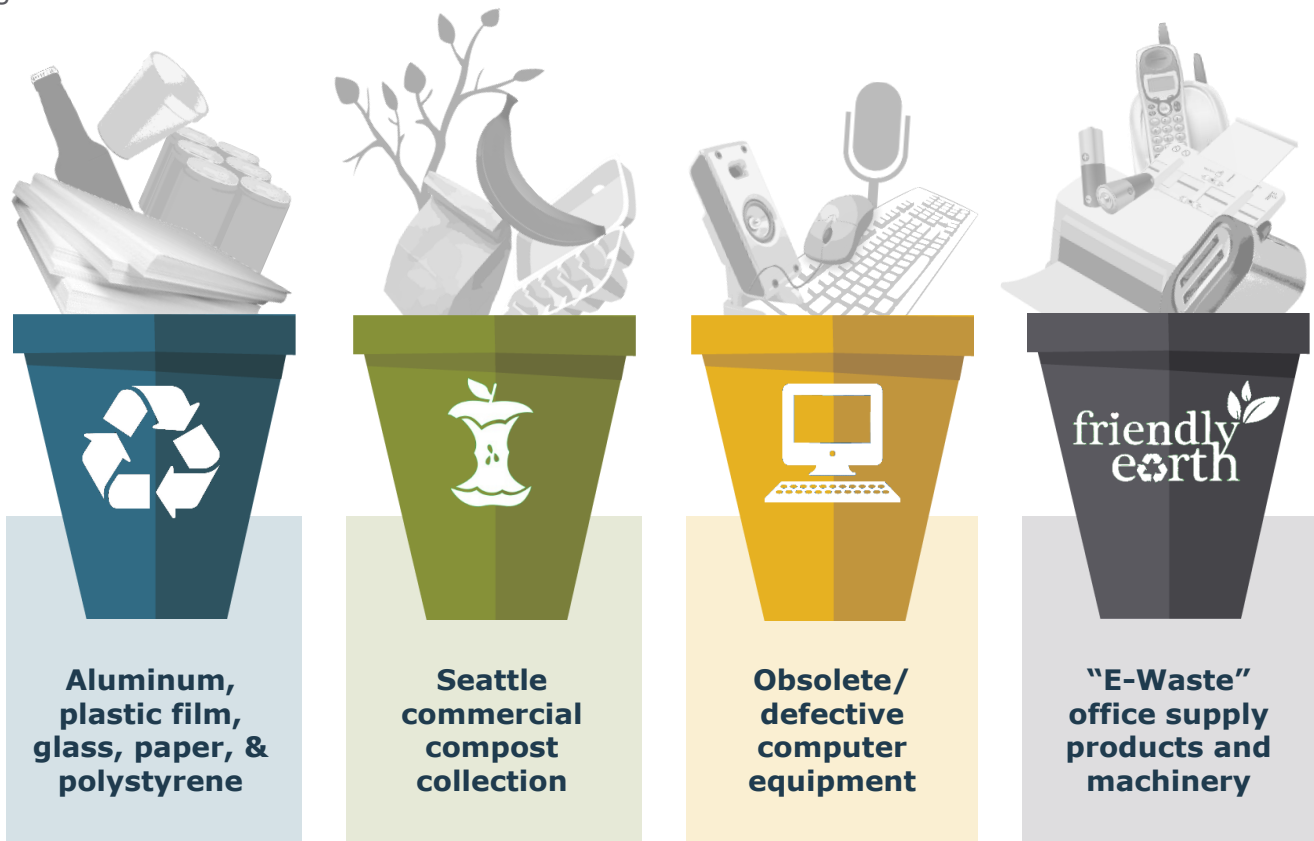 friendly
earth
Aluminum,
plastic film,
glass, paper, &
polystyrene
Seattle
commercial
compost
collection
Obsolete/
defective
computer
equipment
“E-Waste”
office supply
products and
machinery